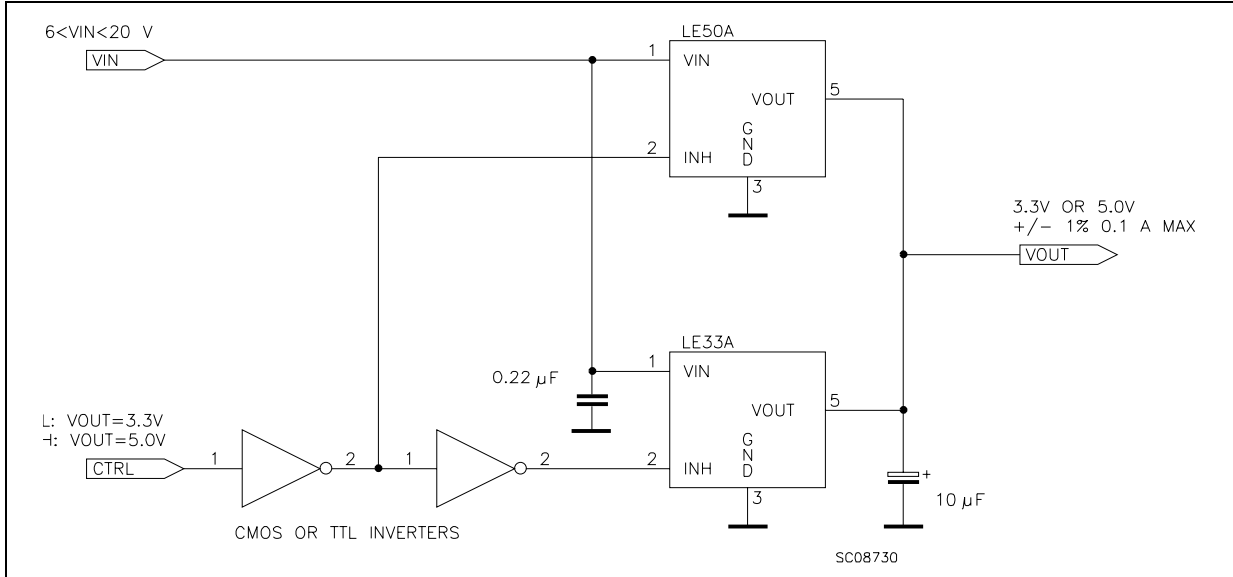 6<VIN<20 V
VIN
LE50A
1
VIN
VOUT
5
2
INH
GND
3
3.3V OR 5.0V
+/- 1% 0.1 A MAX
VOUT
LE33A
1
VIN
0.22 µF
VOUT
5
L: VOUT=3.3V
H: VOUT=5.0V
CTRL
1
2
1
2
2
INH
GND
3
+
10 µF
CMOS OR TTL INVERTERS
SC08730